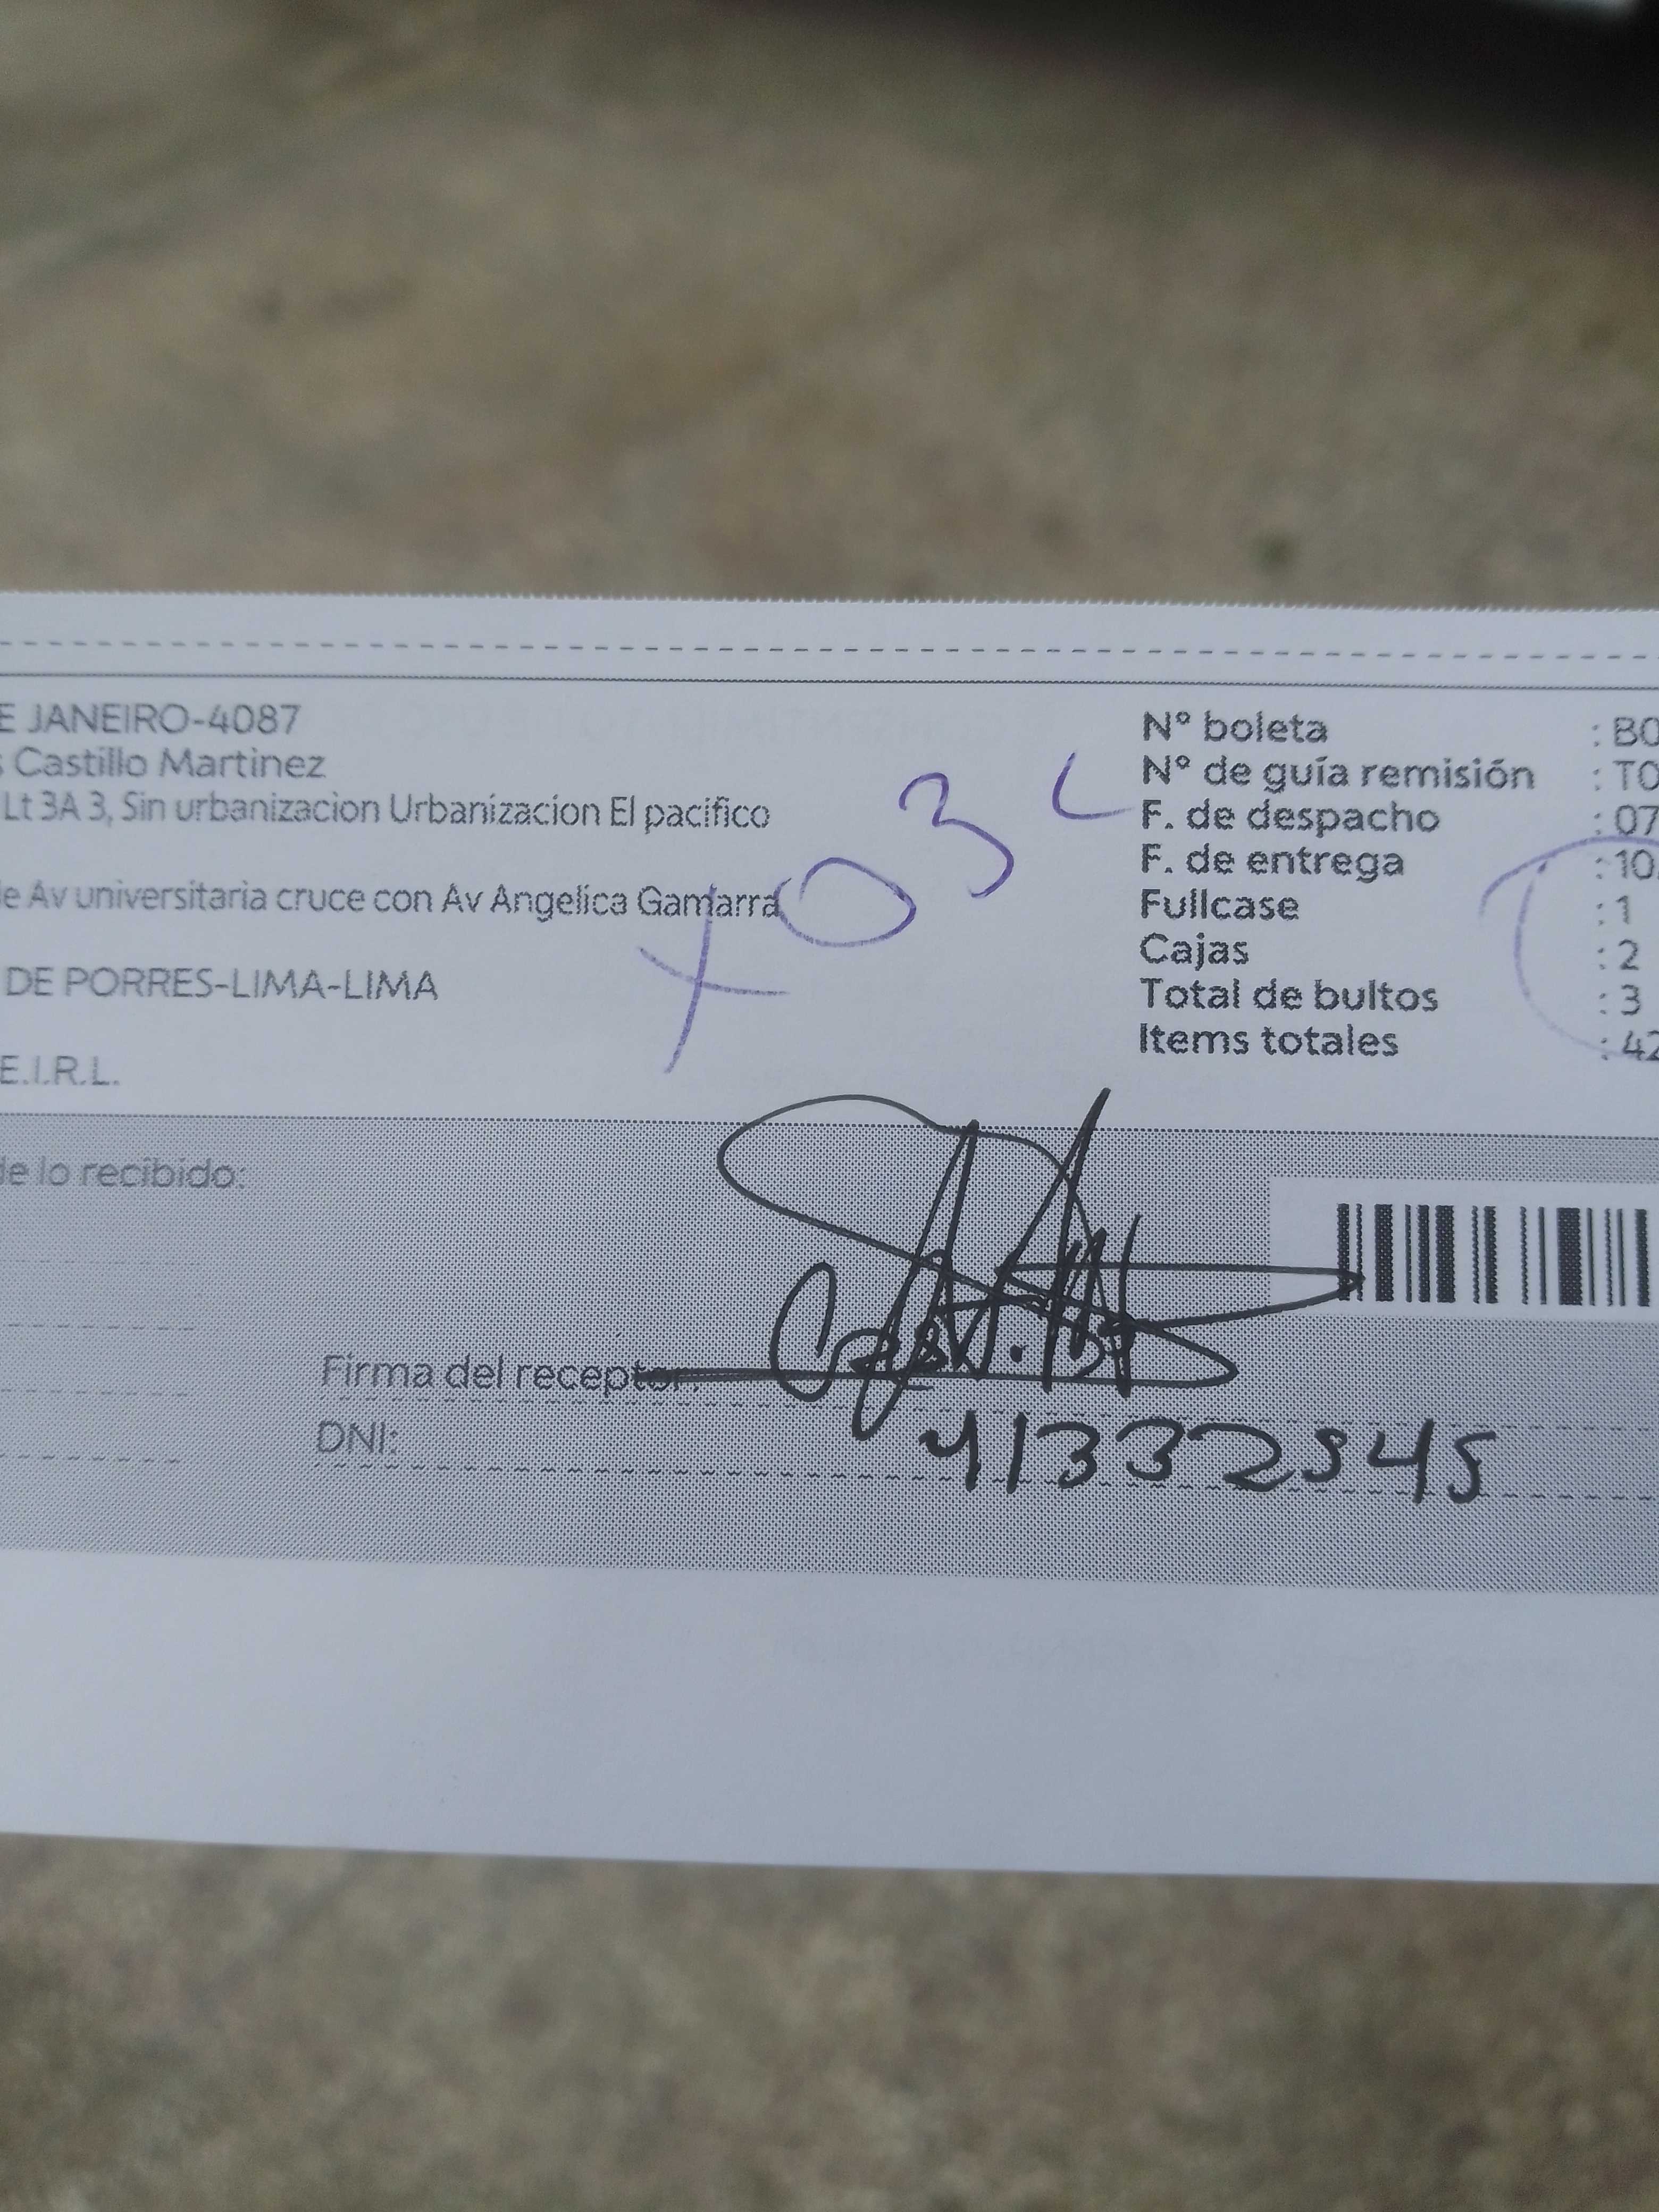 E JANEIRO-4087
s Castillo Martinez
Lt 3A 3, Sin urbanizacion Urbanizacion El pacifico
de Av universitaria cruce con Av Angelica Gamarra
DE PORRES-LIMA-LIMA
E.I.R.L.
03
N° boleta : B0
N° de guía remisión : T0
F. de despacho : 07
F. de entrega : 10
Fullcase : 1
Cajas : 2
Total de bultos : 3
Items totales : 42
de lo recibido:
Firma del receptor:
DNI: 41332545